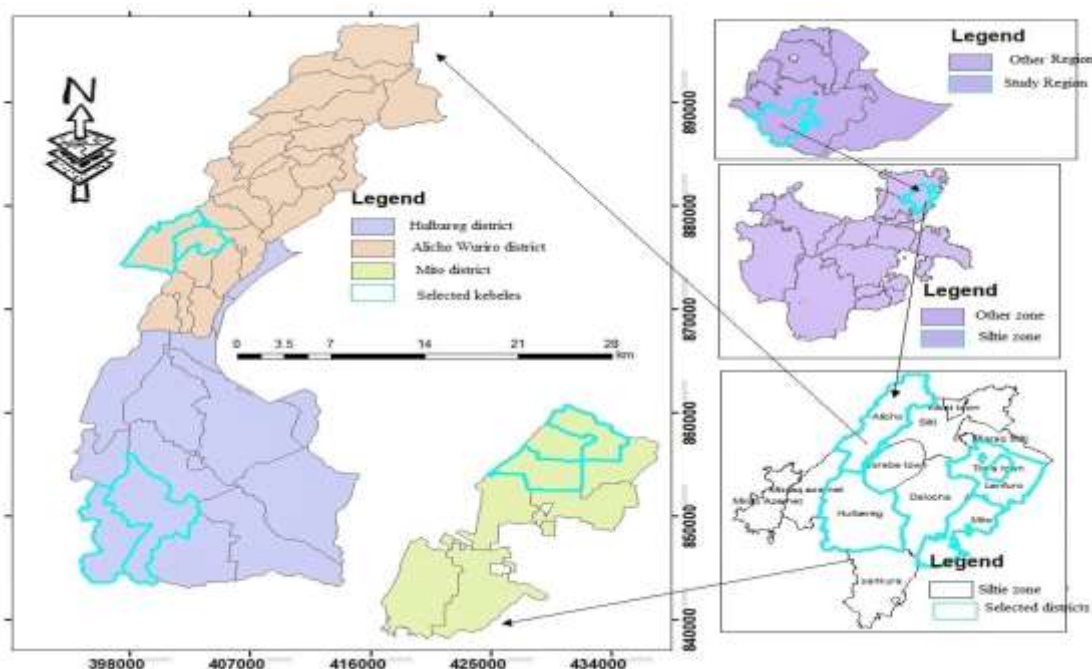 N
Legend
Hulbareg district
Alicho Wuriro district
Mito district
Selected kebeles
0 3.5 7 14 21 28
km
398000 407000 416000 425000 434000
890000
880000
870000
860000
850000
840000
Legend
Other Region
Study Region
Legend
Other zone
Siltie zone
Alicho
Silti
town
Tora town
Lanfuro
Dalocha
Hulbareg
Mito
sankura
Legend
Siltie zone
Selected districts